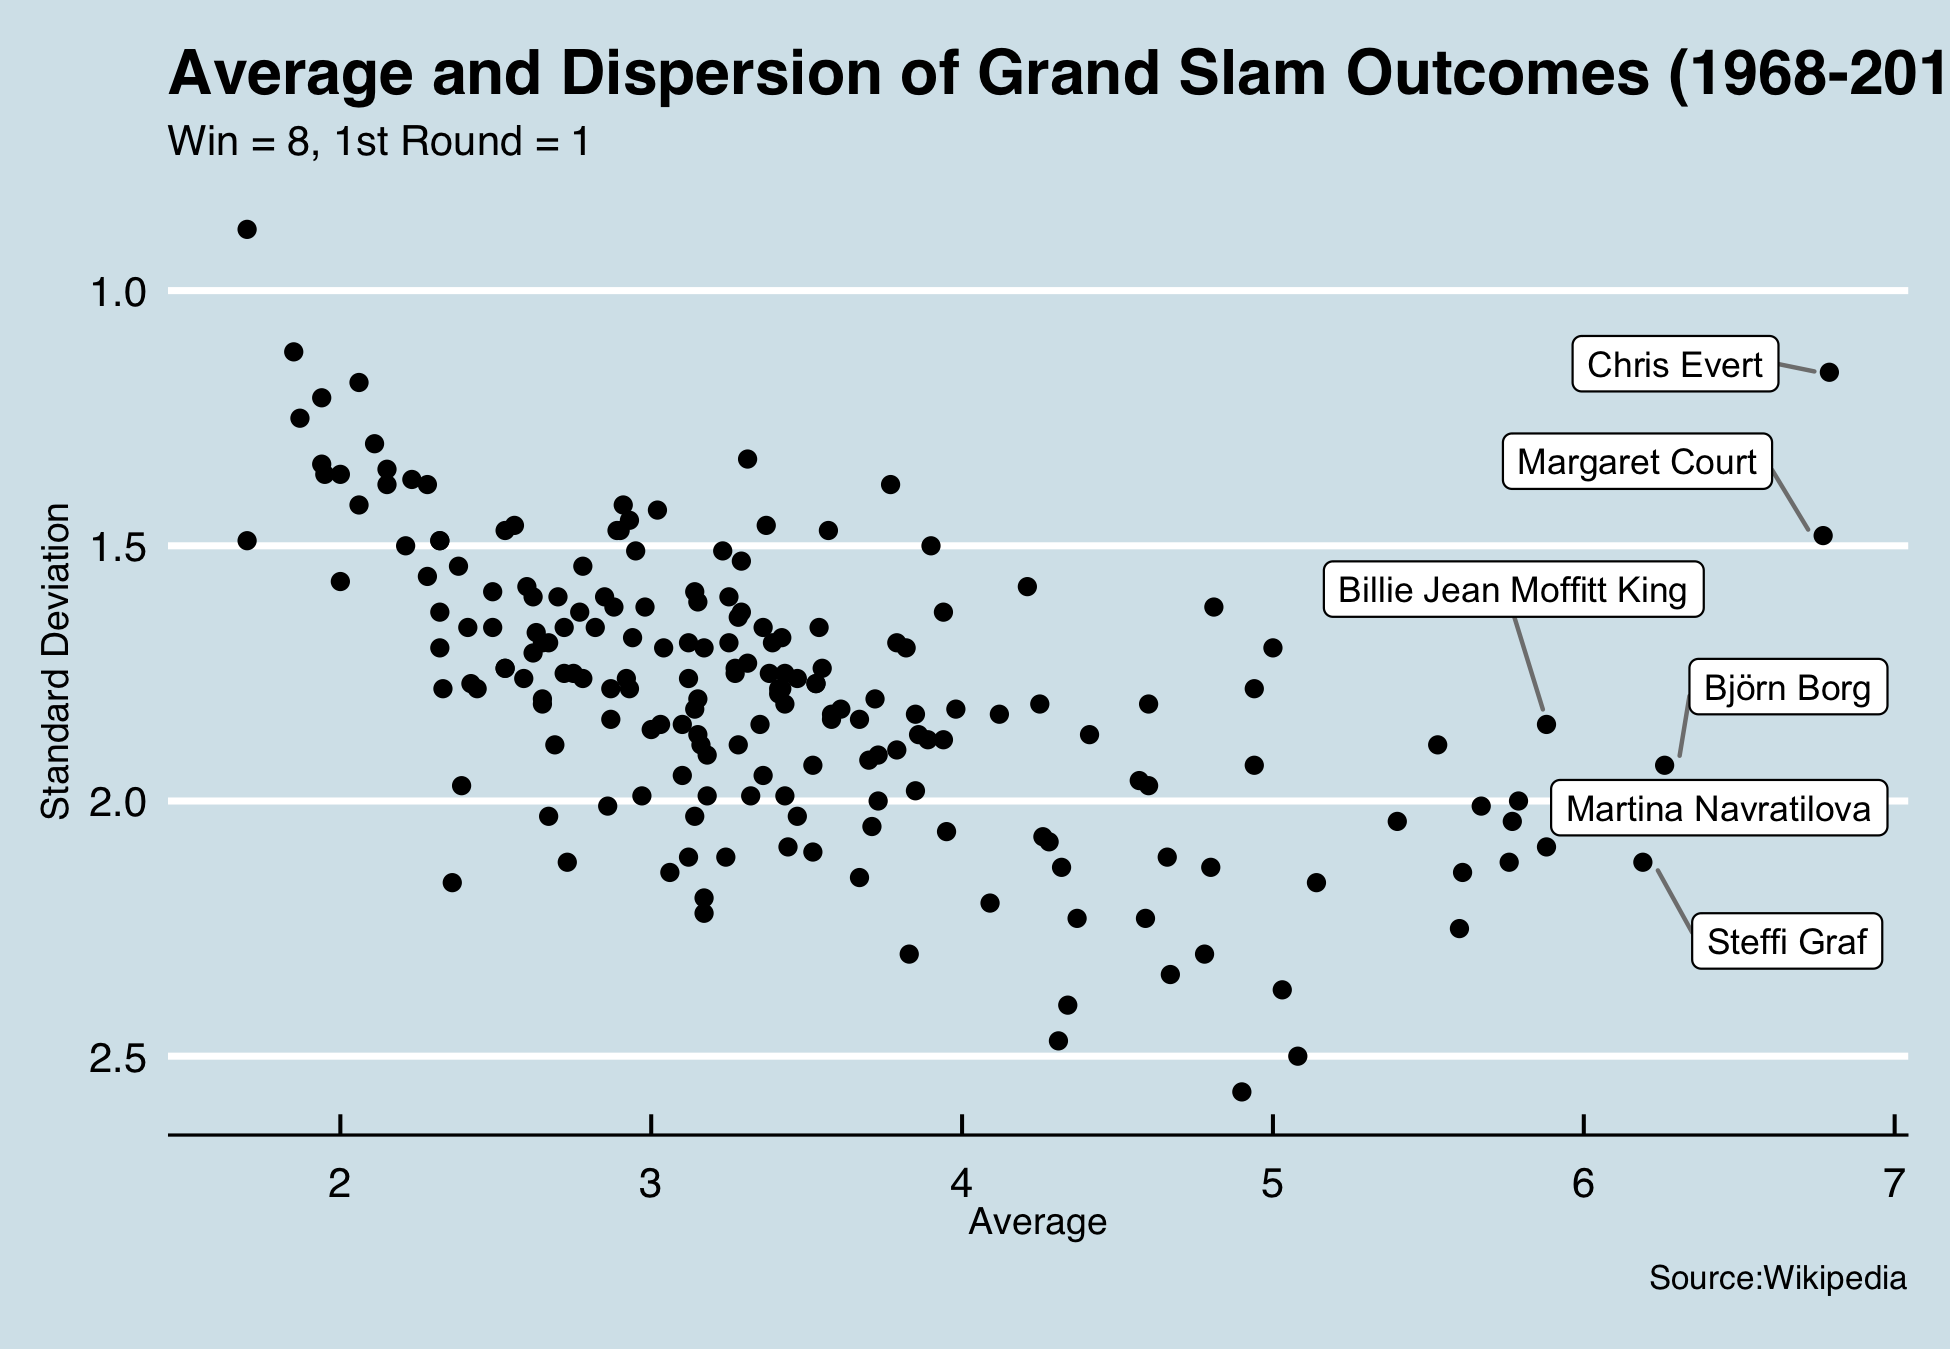 Average and Dispersion of Grand Slam Outcomes (1968-201
Win = 8, 1st Round = 1
1.0
1.5
2.0
2.5
Standard Deviation
Chris Evert
Margaret Court
Billie Jean Moffitt King
Björn Borg
Martina Navratilova
Steffi Graf
2 3 4 5 6 7
Average
Source:Wikipedia